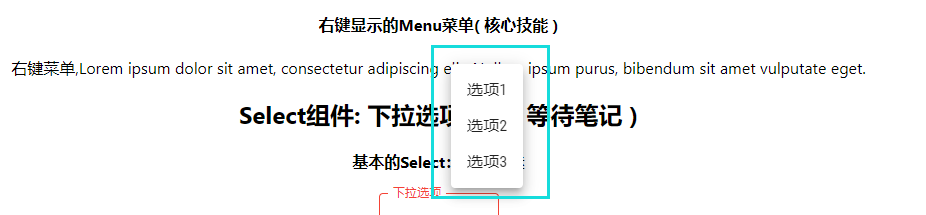 右键显示的Menu菜单( 核心技能 )
右键菜单,Lorem ipsum dolor sit amet, consectetur adipiscing ipsum purus, bibendum sit amet vulputate eget.
选项1
Select组件: 下拉选 等待笔记 )
选项2
基本的Select:
选项3
下拉选项